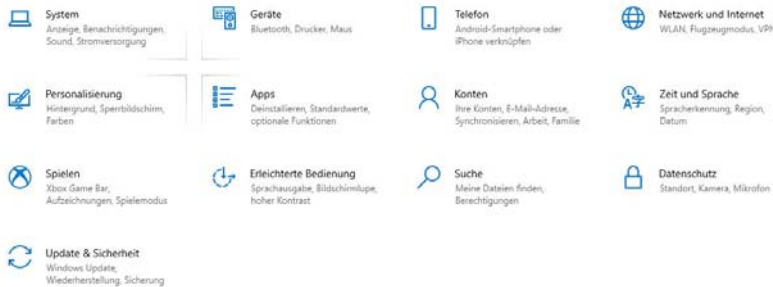 System
Anzeige, Benachrichtigungen,
Sound, Stromversorgung
Geräte
Bluetooth, Drucker, Maus
Telefon
Android-Smartphone oder
iPhone verknüpfen
Netzwerk und Internet
WLAN, Flugzeugmodus, VPN
Personalisierung
Hintergrund, Sperrbildschirm,
Farben
Apps
Deinstallieren, Standardwerte,
optionale Funktionen
Konten
Ihre Konten, E-Mail-Adresse,
Synchronisieren, Arbeit, Familie
Zeit und Sprache
Spracherkennung, Region,
Datum
Spielen
Xbox Game Bar,
Aufzeichnungen, Spielemodus
Erleichterte Bedienung
Sprachausgabe, Bildschirmlupe,
hoher Kontrast
Suche
Meine Dateien finden,
Berechtigungen
Datenschutz
Standort, Kamera, Mikrofon
Update & Sicherheit
Windows Update,
Wiederherstellung, Sicherung